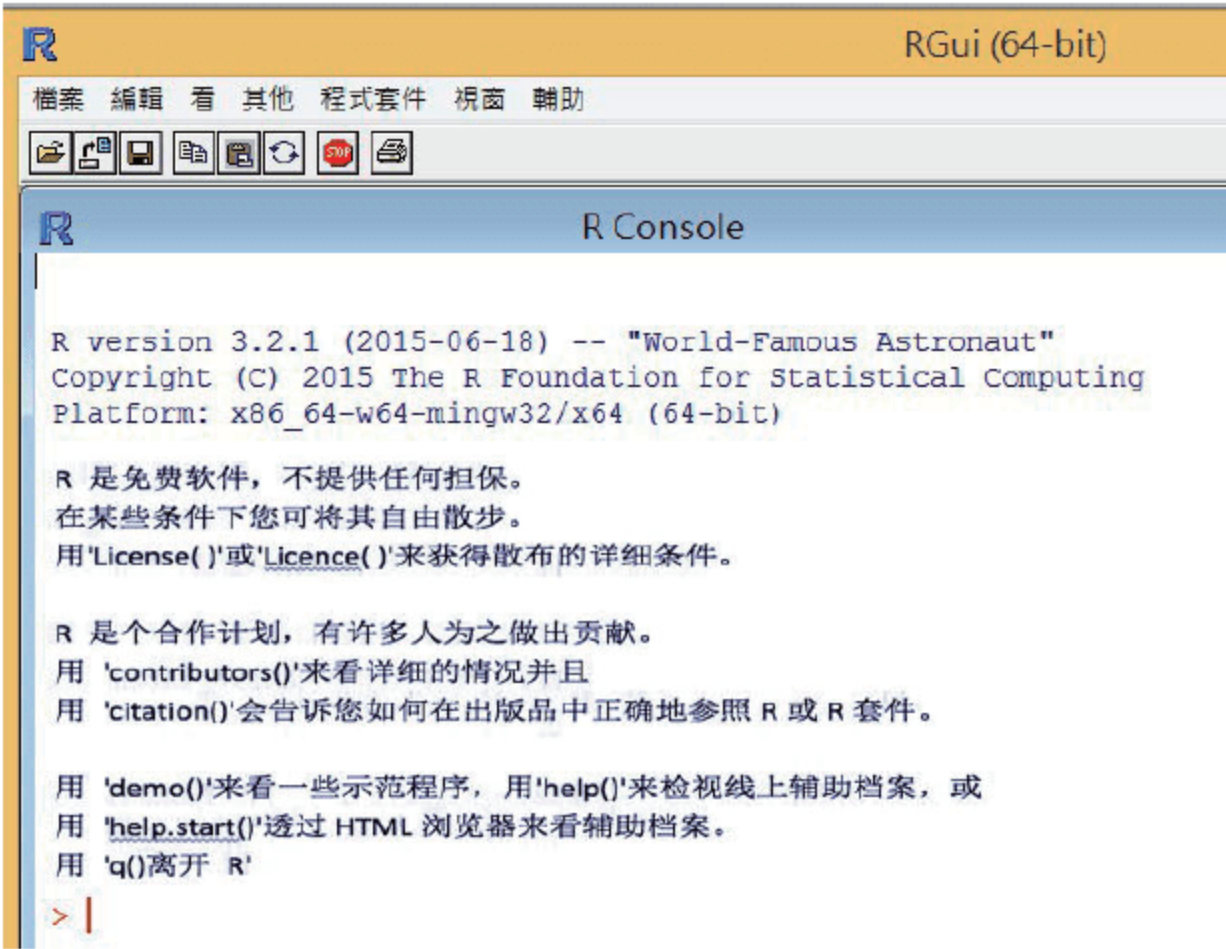 RGui (64-bit)
檔案 編輯 看 其他 程式套件 視窗 輔助
STOP
R Console
R version 3.2.1 (2015-06-18) -- "World-Famous Astronaut"
Copyright (C) 2015 The R Foundation for Statistical Computing
Platform: x86_64-w64-mingw32/x64 (64-bit)
R 是免费软件，不提供任何担保。
在某些条件下您可将其自由散步。
用'License( )'或'Licence( )'来获得散布的详细条件。
R 是个合作计划，有许多人为之做出贡献。
用 'contributors()'来看详细的情况并且
用 'citation()'会告诉您如何在出版品中正确地参照 R 或 R 套件。
用 'demo()'来看一些示范程序，用'help()'来检视线上辅助档案，或
用 'help.start()'透过 HTML 浏览器来看辅助档案。
用 'q()离开 R'
>